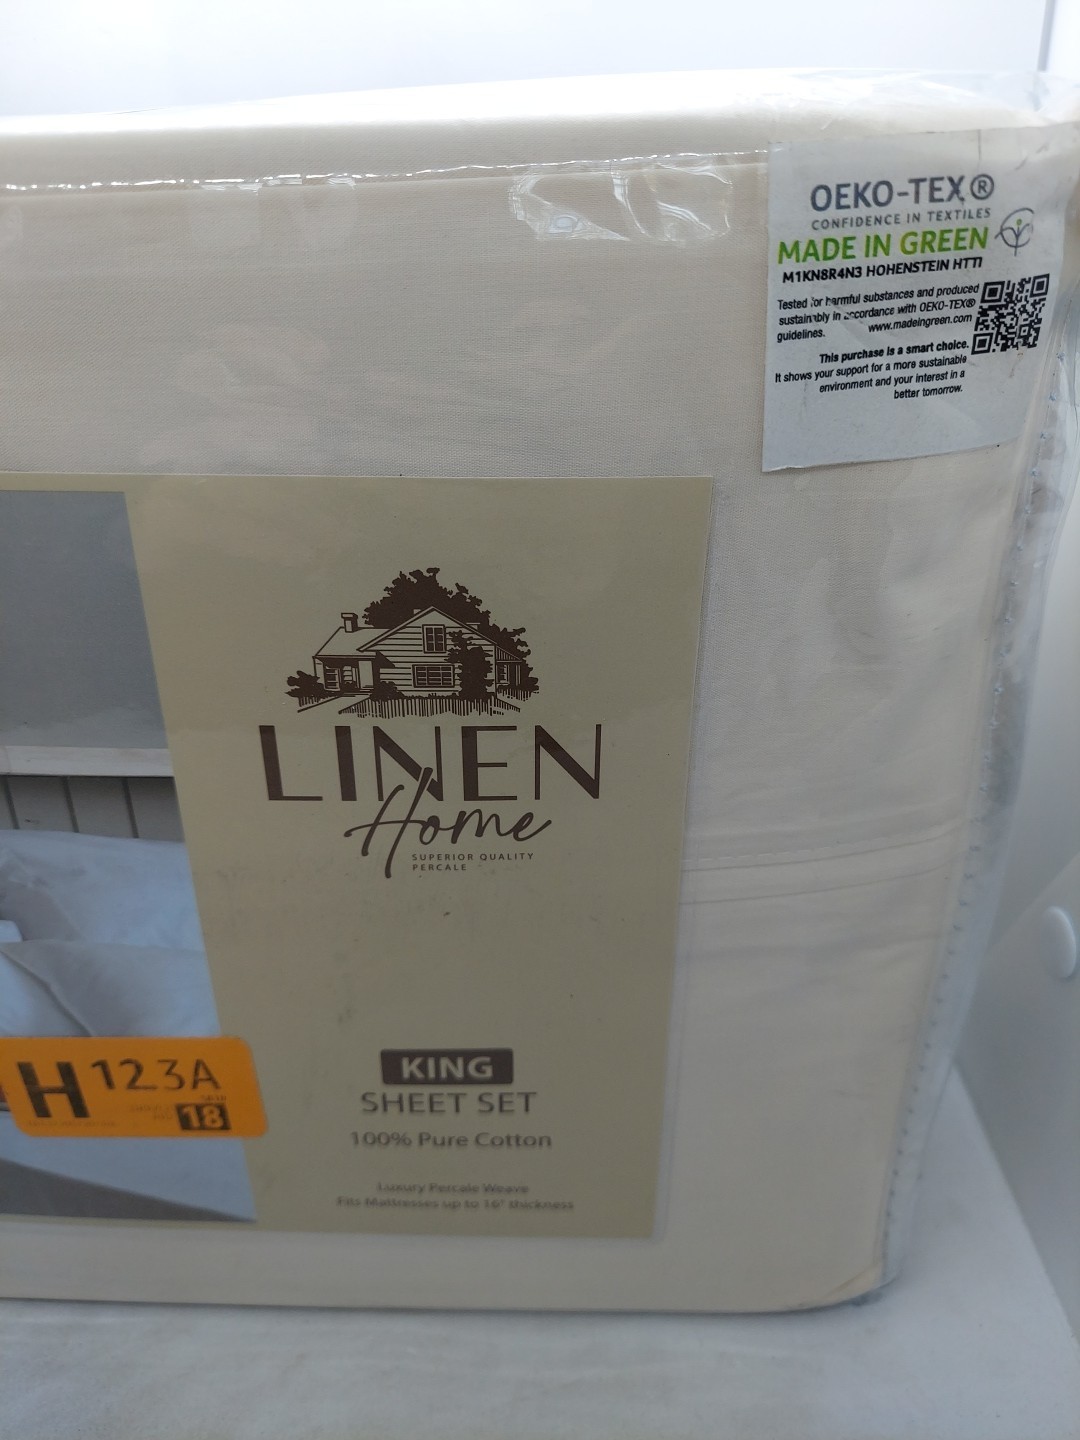 OEKO-TEX®
CONFIDENCE IN TEXTILES
MADE IN GREEN
M1KN8R4N3 HOHENSTEIN HTTI
Tested for harmful substances and produced
sustainably in accordance with OEKO-TEX®
guidelines. www.madeingreen.com
This purchase is a smart choice.
It shows your support for a more sustainable
environment and your interest in a
better tomorrow.
LINEN
Home
SUPERIOR QUALITY
PERCALE
KING
SHEET SET
100% Pure Cotton
Luxury Percale Weave
Fits Mattresses up to 16" thickness
H 123A
18